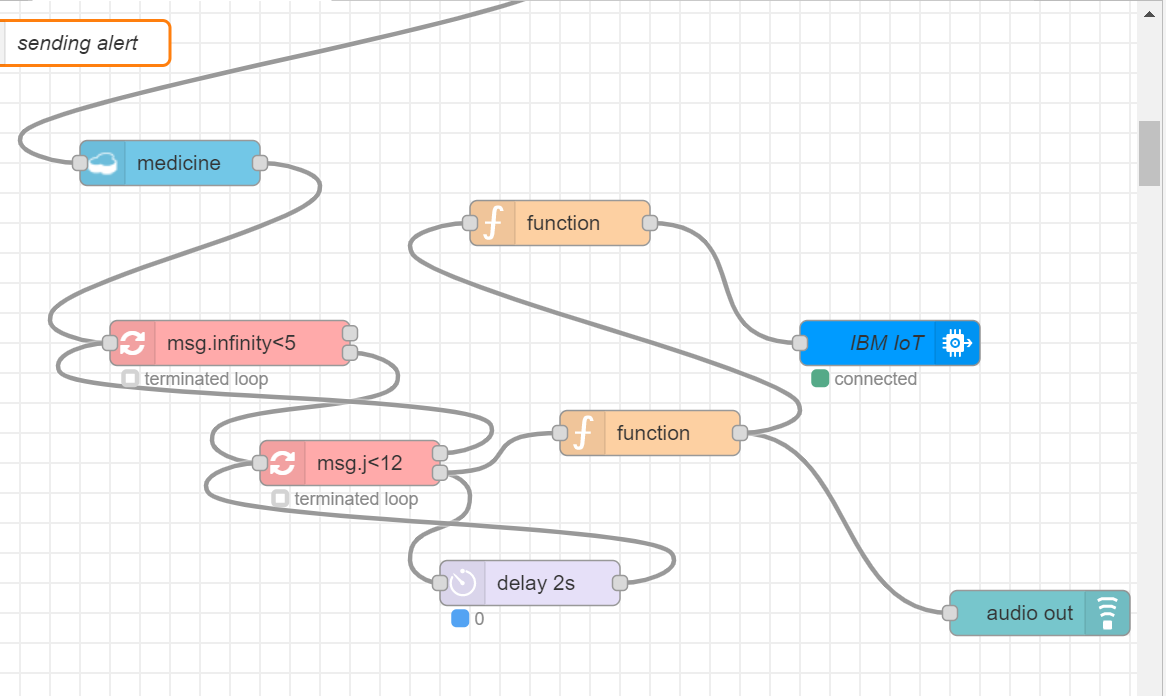 sending alert
medicine
function
msg.infinity<5
IBM IoT
terminated loop
connected
function
msg.j<12
terminated loop
delay 2s
0
audio out